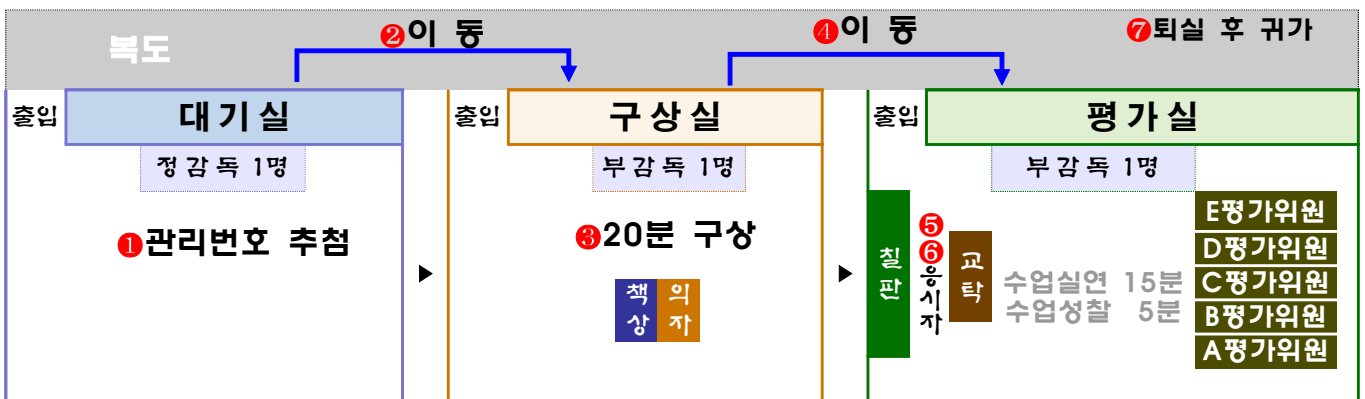 복도
❷이 동
❹이 동
❼퇴실 후 귀가
출입
대기실
정감독 1명
❶관리번호 추첨
▶
출입
구상실
부감독 1명
❸20분 구상
책상
의자
▶
출입
평가실
부감독 1명
칠판
❺
❻
응시자
교탁
수업실연 15분
수업성찰 5분
E평가위원
D평가위원
C평가위원
B평가위원
A평가위원